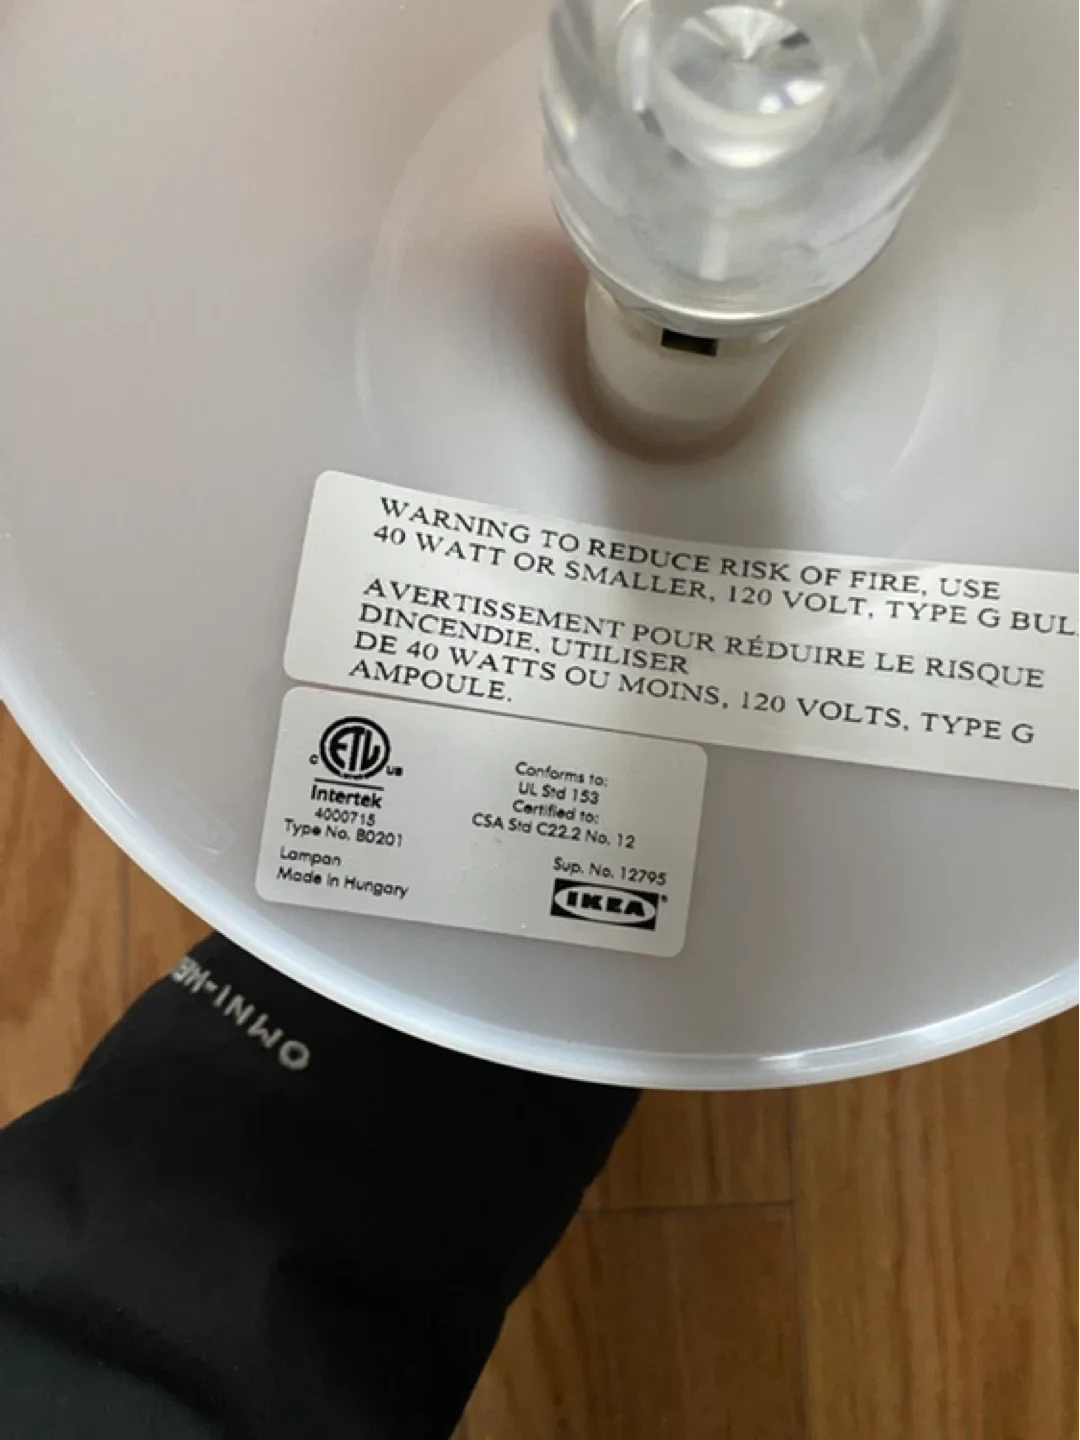 WARNING TO REDUCE RISK OF FIRE, USE
40 WATT OR SMALLER, 120 VOLT, TYPE G BUL
AVERTISSEMENT POUR RÉDUIRE LE RISQUE
DINCENDIE. UTILISER
DE 40 WATTS OU MOINS, 120 VOLTS, TYPE G
AMPOULE.
C ETL US
Intertek
4000715
Type No. B0201
Lampan
Made in Hungary
Conforms to:
UL Std 153
Certified to:
CSA Std C22.2 No. 12
Sup. No. 12795
IKEA
OMNI-HE